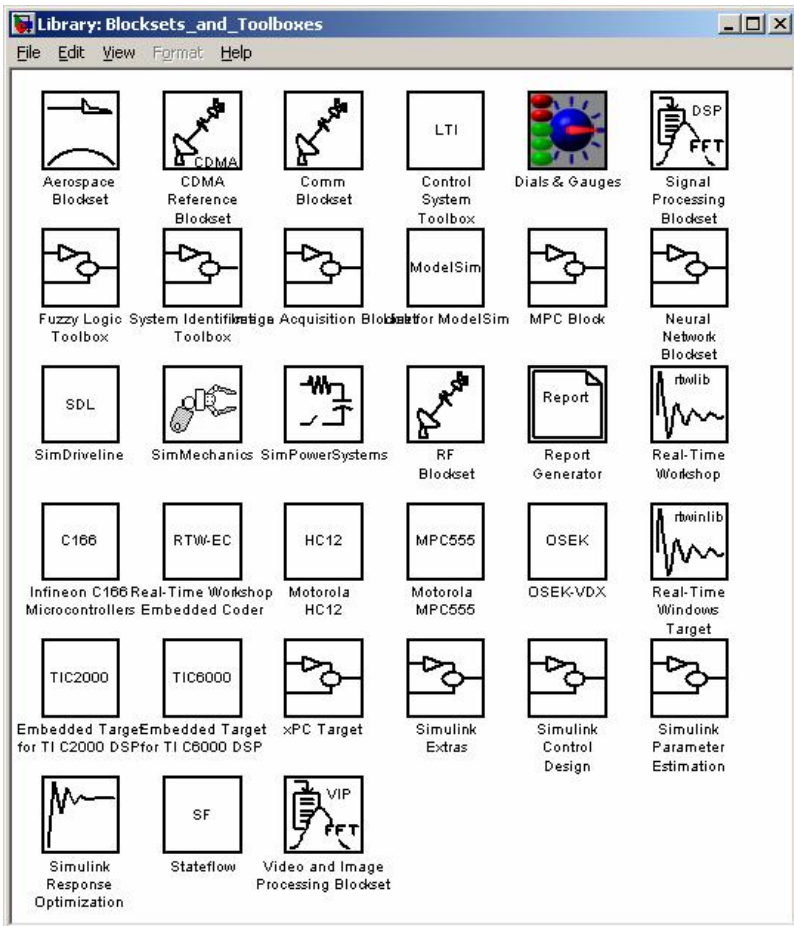 Library: Blocksets_and_Toolboxes
File Edit View Format Help
CDMA
LTI
DSP
FFT
Aerospace Blockset
CDMA Reference Blockset
Comm Blockset
Control System Toolbox
Dials & Gauges
Signal Processing Blockset
ModelSim
Fuzzy Logic Toolbox
System Identification Toolbox
Image Acquisition Blockset
Link for ModelSim
MPC Block
Neural Network Blockset
SDL
Report
rtwlib
SimDriveline
SimMechanics
SimPowerSystems
RF Blockset
Report Generator
Real-Time Workshop
C166
RTW-EC
HC12
MPC555
OSEK
rtwinlib
Infineon C166 Microcontrollers
Real-Time Workshop Embedded Coder
Motorola HC12
Motorola MPC555
OSEK-VDX
Real-Time Windows Target
TIC2000
TIC6000
Embedded Target for TI C2000 DSP
Embedded Target for TI C6000 DSP
xPC Target
Simulink Extras
Simulink Control Design
Simulink Parameter Estimation
SF
VIP
FFT
Simulink Response Optimization
Stateflow
Video and Image Processing Blockset